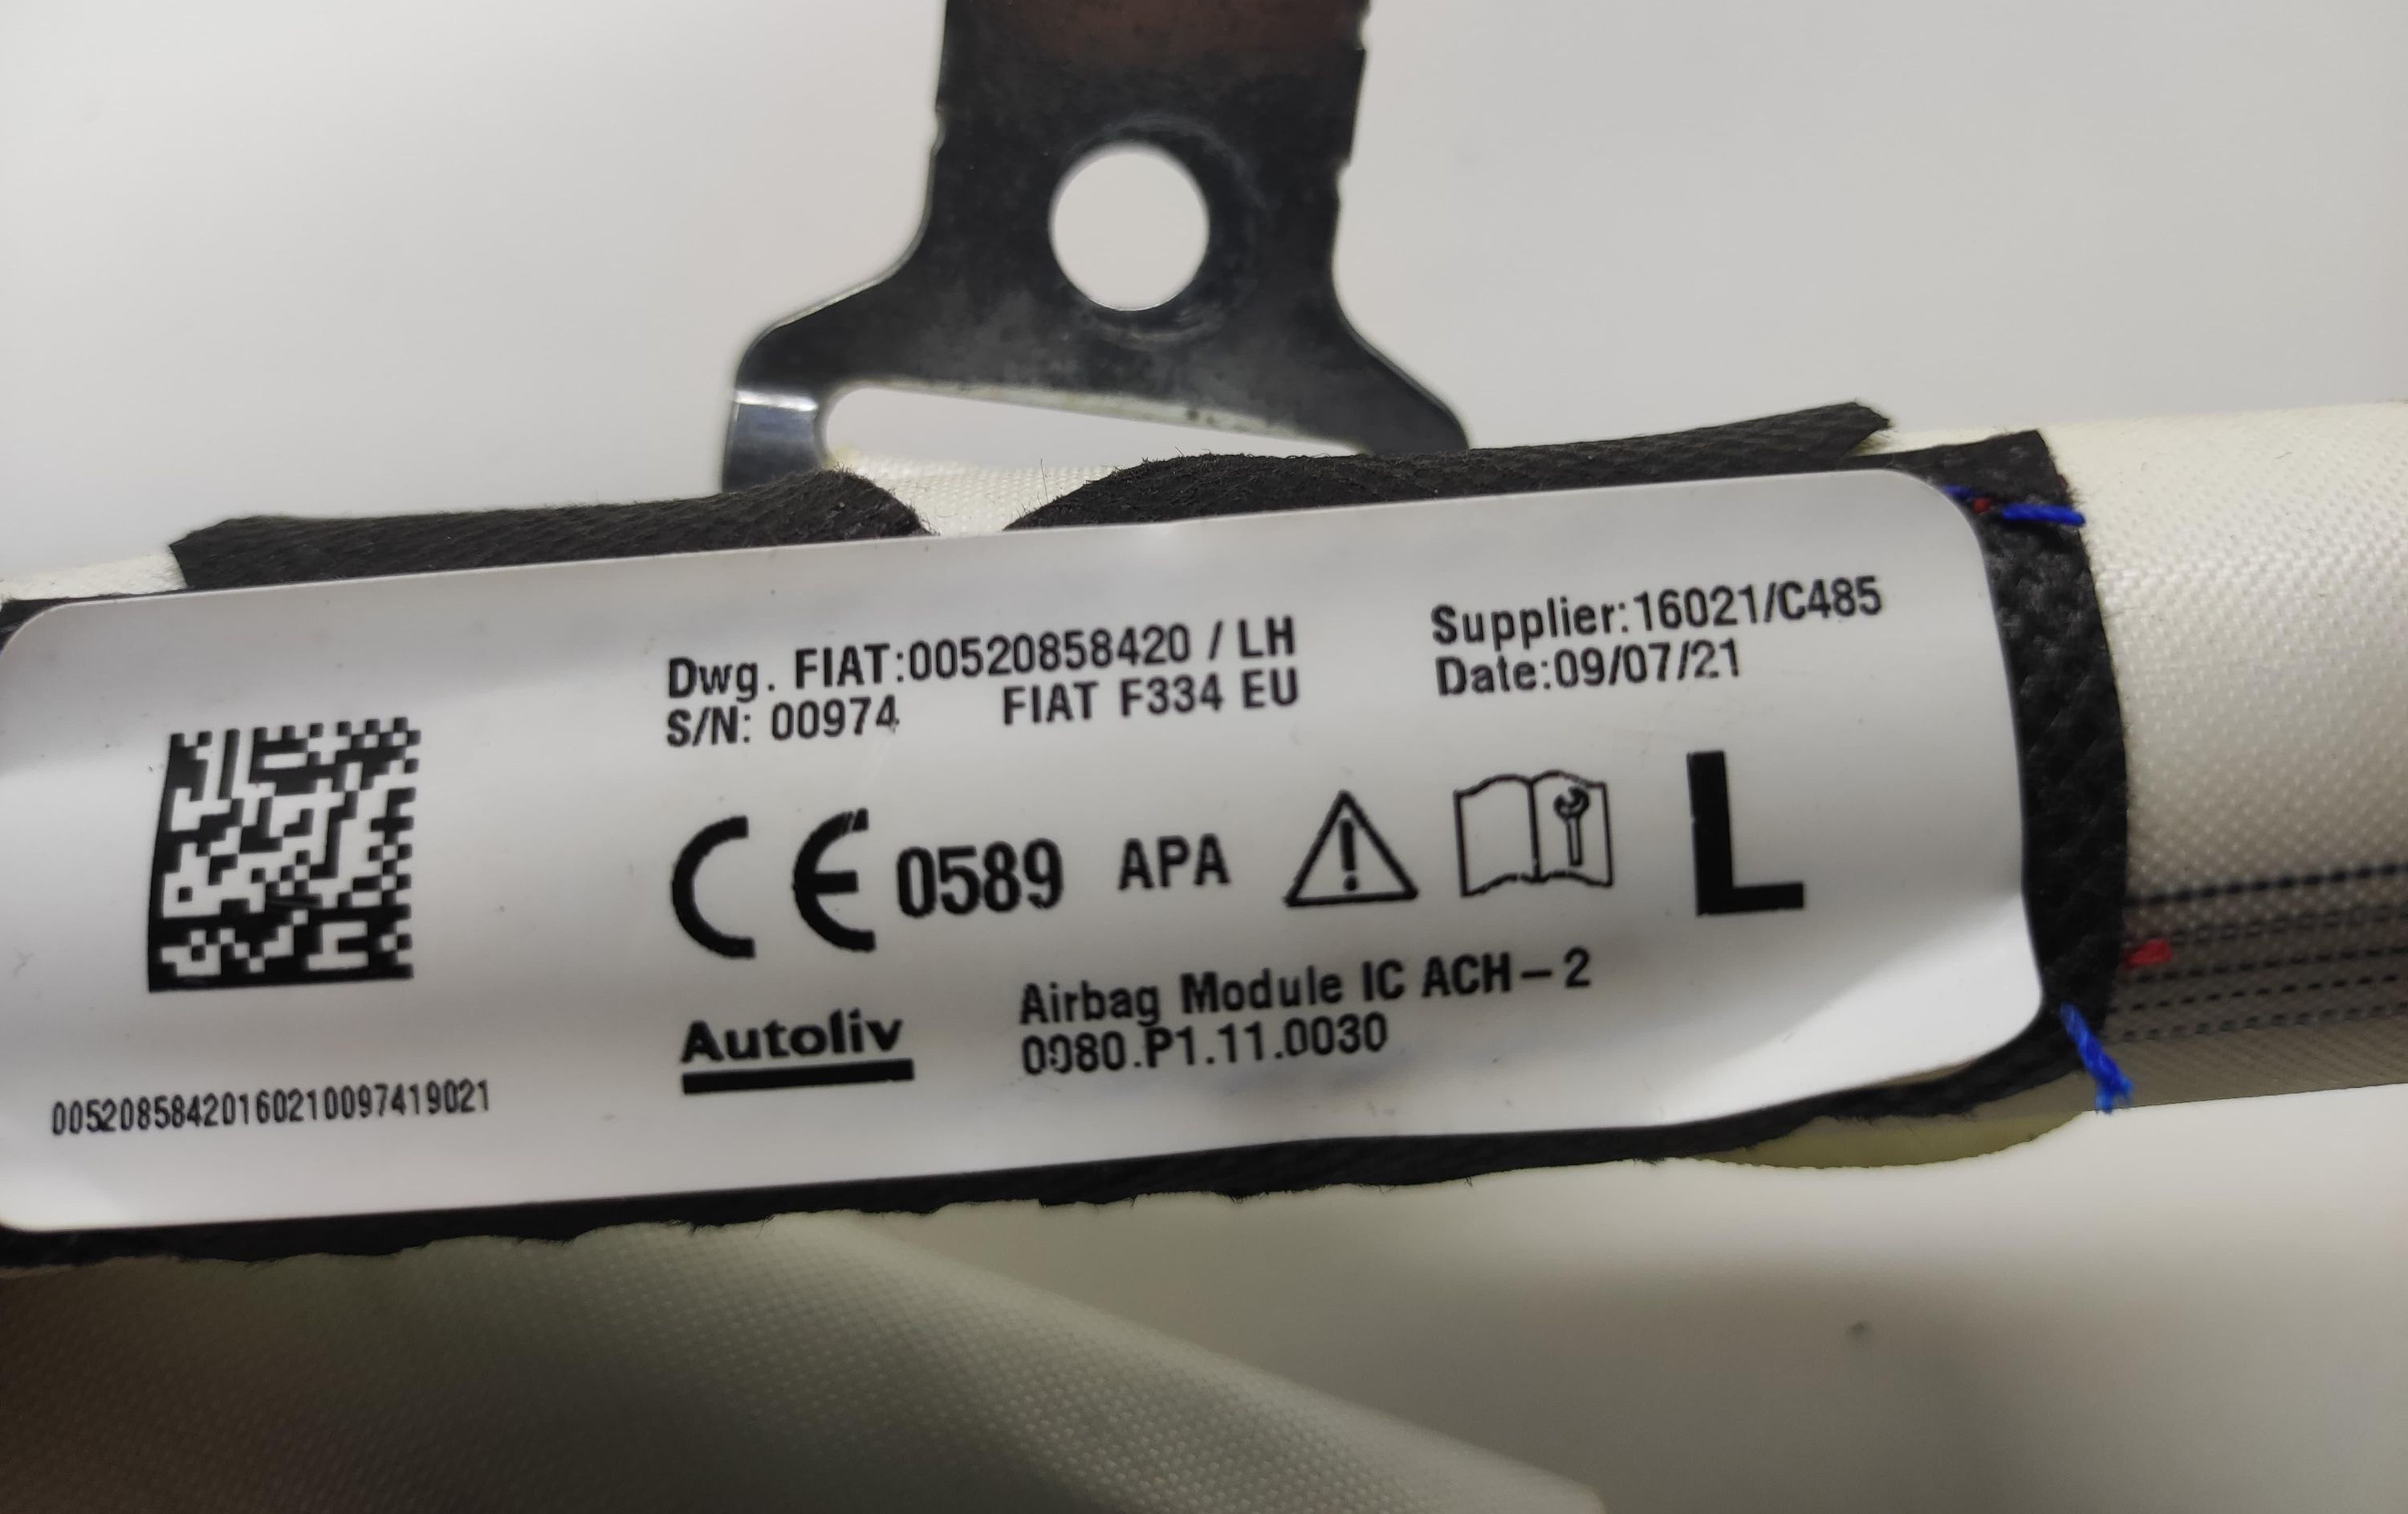 Dwg. FIAT:00520858420 / LH
S/N: 00974 FIAT F334 EU
Supplier:16021/C485
Date:09/07/21
CE 0589 APA
L
Autoliv
Airbag Module IC ACH-2
0080.P1.11.0030
00520858420160210097419021